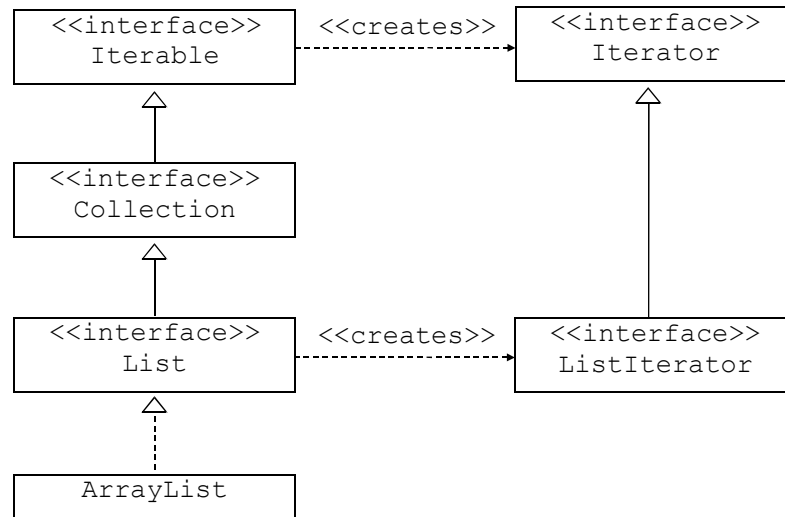 <<interface>>
Iterable
<<creates>>
<<interface>>
Iterator
<<interface>>
Collection
<<interface>>
List
<<creates>>
<<interface>>
ListIterator
ArrayList